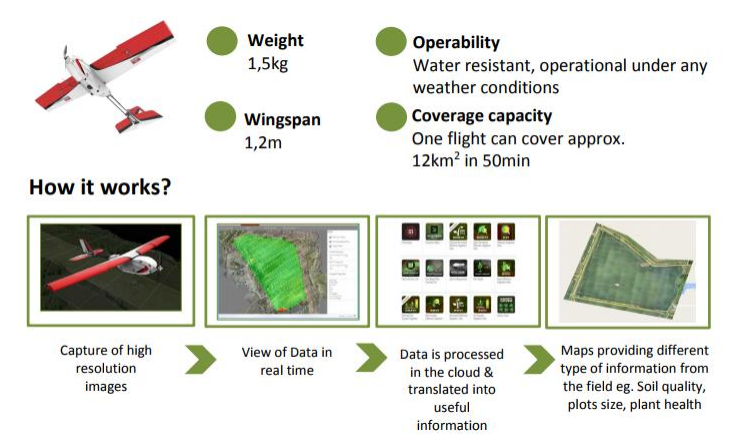 Weight
1,5kg
Operability
Water resistant, operational under any
weather conditions
Wingspan
1,2m
Coverage capacity
One flight can cover approx.
12km² in 50min
How it works?
Capture of high
resolution
images
View of Data in
real time
Data is processed
in the cloud &
translated into
useful
information
Maps providing different
type of information from
the field eg. Soil quality,
plots size, plant health